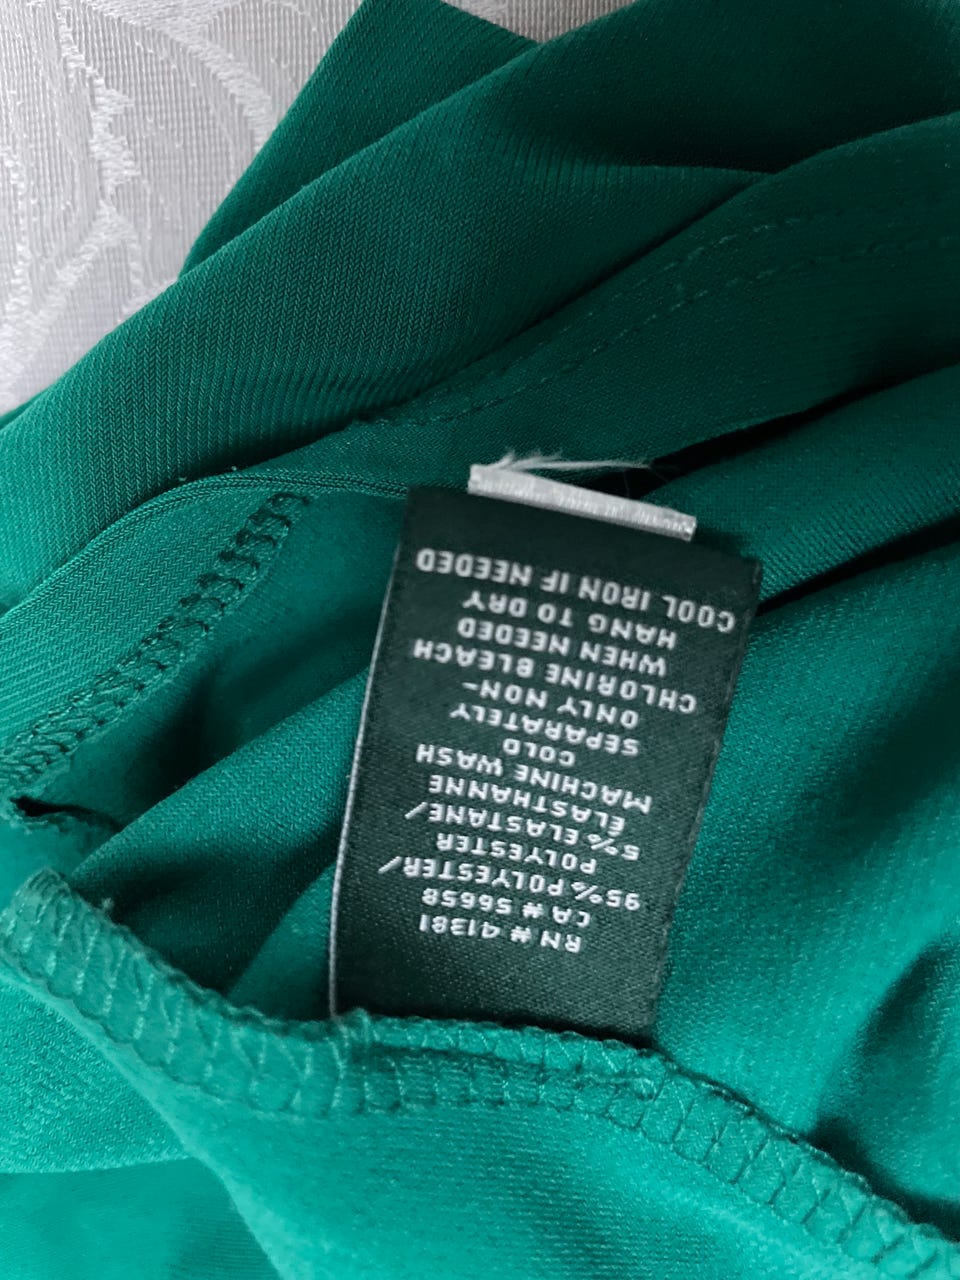 RN # 41381
CA # 56658
95% POLYESTER/
POLYESTER
5% ELASTANE/
ÉLASTHANNE
MACHINE WASH
COLD
SEPARATELY
ONLY NON-
CHLORINE BLEACH
WHEN NEEDED
HANG TO DRY
COOL IRON IF NEEDED